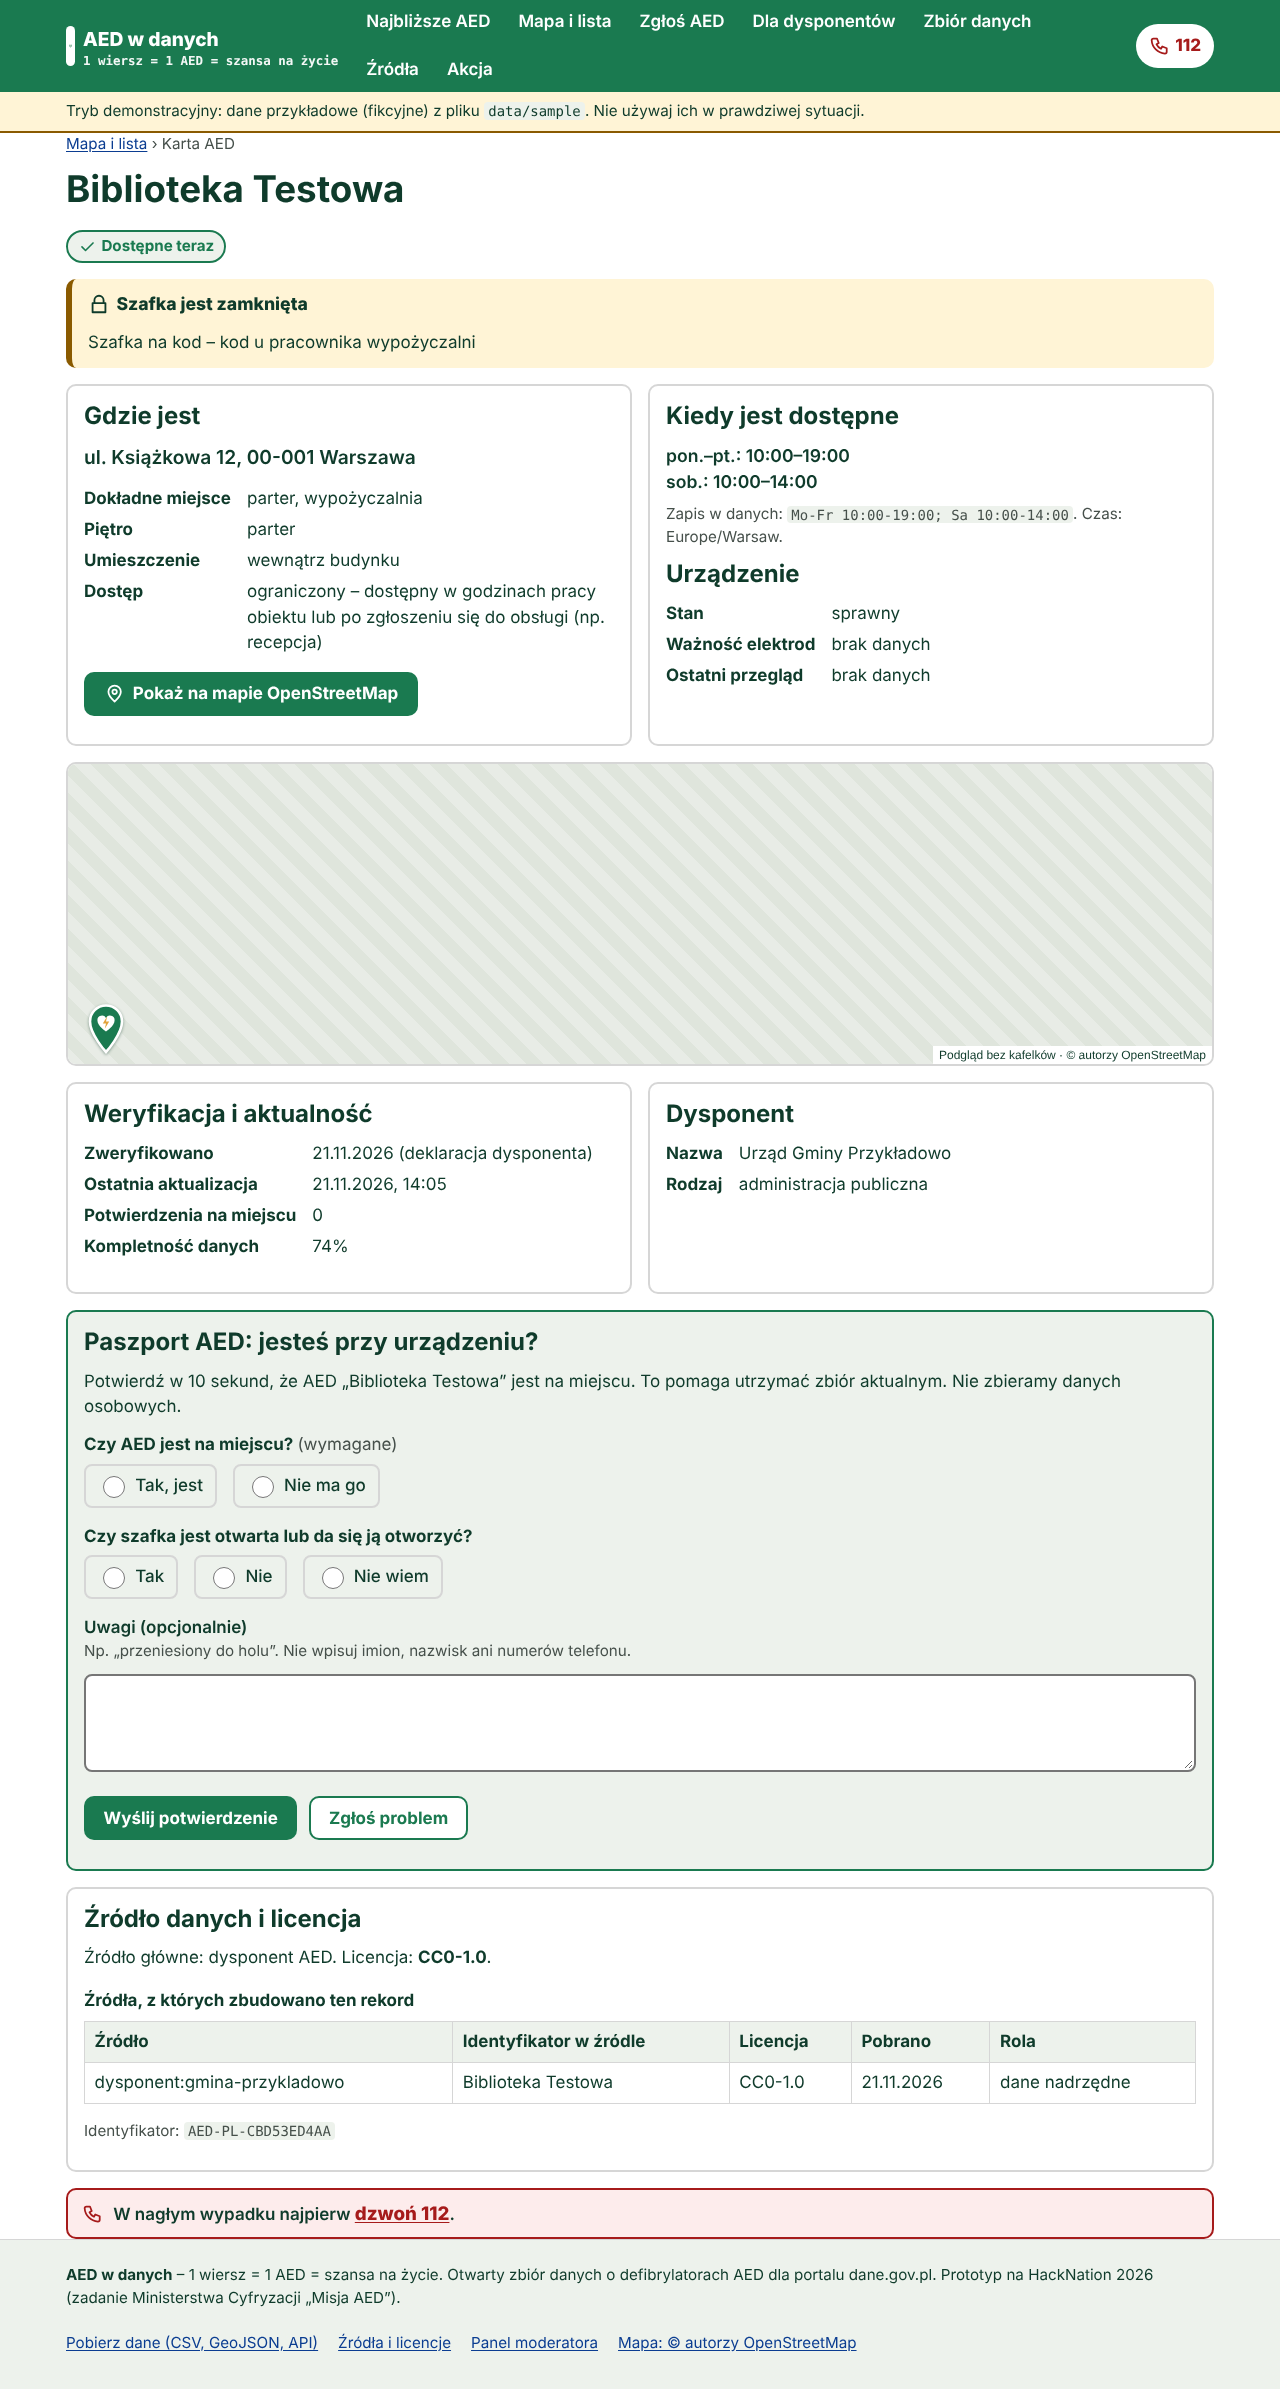 AED w danych
1 wiersz = 1 AED = szansa na życie
Najbliższe AED
Mapa i lista
Zgłoś AED
Dla dysponentów
Zbiór danych
Źródła
Akcja
112
Tryb demonstracyjny: dane przykładowe (fikcyjne) z pliku data/sample. Nie używaj ich w prawdziwej sytuacji.
Mapa i lista › Karta AED
Biblioteka Testowa
Dostępne teraz
Szafka jest zamknięta
Szafka na kod – kod u pracownika wypożyczalni
Gdzie jest
ul. Książkowa 12, 00-001 Warszawa
Dokładne miejsce parter, wypożyczalnia
Piętro parter
Umieszczenie wewnątrz budynku
Dostęp ograniczony – dostępny w godzinach pracy
obiektu lub po zgłoszeniu się do obsługi (np.
recepcja)
Pokaż na mapie OpenStreetMap
Kiedy jest dostępne
pon.–pt.: 10:00–19:00
sob.: 10:00–14:00
Zapis w danych: Mo-Fr 10:00-19:00; Sa 10:00-14:00. Czas:
Europe/Warsaw.
Urządzenie
Stan sprawny
Ważność elektrod brak danych
Ostatni przegląd brak danych
Podgląd bez kafelków · © autorzy OpenStreetMap
Weryfikacja i aktualność
Zweryfikowano 21.11.2026 (deklaracja dysponenta)
Ostatnia aktualizacja 21.11.2026, 14:05
Potwierdzenia na miejscu 0
Kompletność danych 74%
Dysponent
Nazwa Urząd Gminy Przykładowo
Rodzaj administracja publiczna
Paszport AED: jesteś przy urządzeniu?
Potwierdź w 10 sekund, że AED „Biblioteka Testowa” jest na miejscu. To pomaga utrzymać zbiór aktualnym. Nie zbieramy danych
osobowych.
Czy AED jest na miejscu? (wymagane)
Tak, jest
Nie ma go
Czy szafka jest otwarta lub da się ją otworzyć?
Tak
Nie
Nie wiem
Uwagi (opcjonalnie)
Np. „przeniesiony do holu”. Nie wpisuj imion, nazwisk ani numerów telefonu.
Wyślij potwierdzenie
Zgłoś problem
Źródło danych i licencja
Źródło główne: dysponent AED. Licencja: CC0-1.0.
Źródła, z których zbudowano ten rekord
Źródło Identyfikator w źródle Licencja Pobrano Rola
dysponent:gmina-przykladowo Biblioteka Testowa CC0-1.0 21.11.2026 dane nadrzędne
Identyfikator: AED-PL-CBD53ED4AA
W nagłym wypadku najpierw dzwoń 112.
AED w danych – 1 wiersz = 1 AED = szansa na życie. Otwarty zbiór danych o defibrylatorach AED dla portalu dane.gov.pl. Prototyp na HackNation 2026
(zadanie Ministerstwa Cyfryzacji „Misja AED”).
Pobierz dane (CSV, GeoJSON, API)
Źródła i licencje
Panel moderatora
Mapa: © autorzy OpenStreetMap